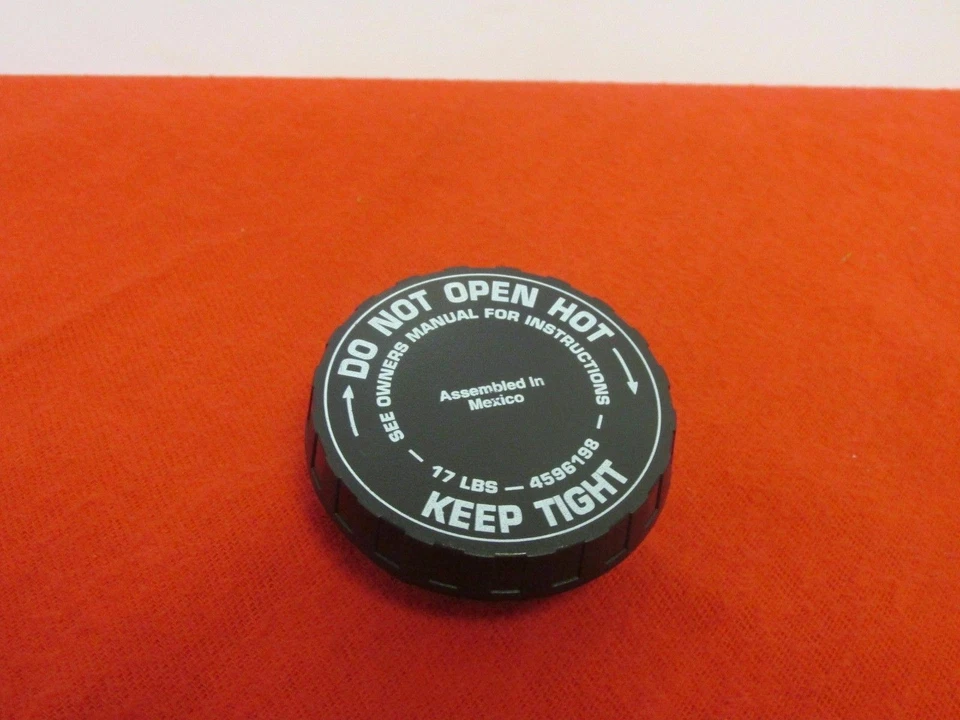 DO NOT OPEN HOT
SEE OWNERS MANUAL FOR INSTRUCTIONS
Assembled In
Mexico
— 17 LBS — 4596198 —
KEEP TIGHT